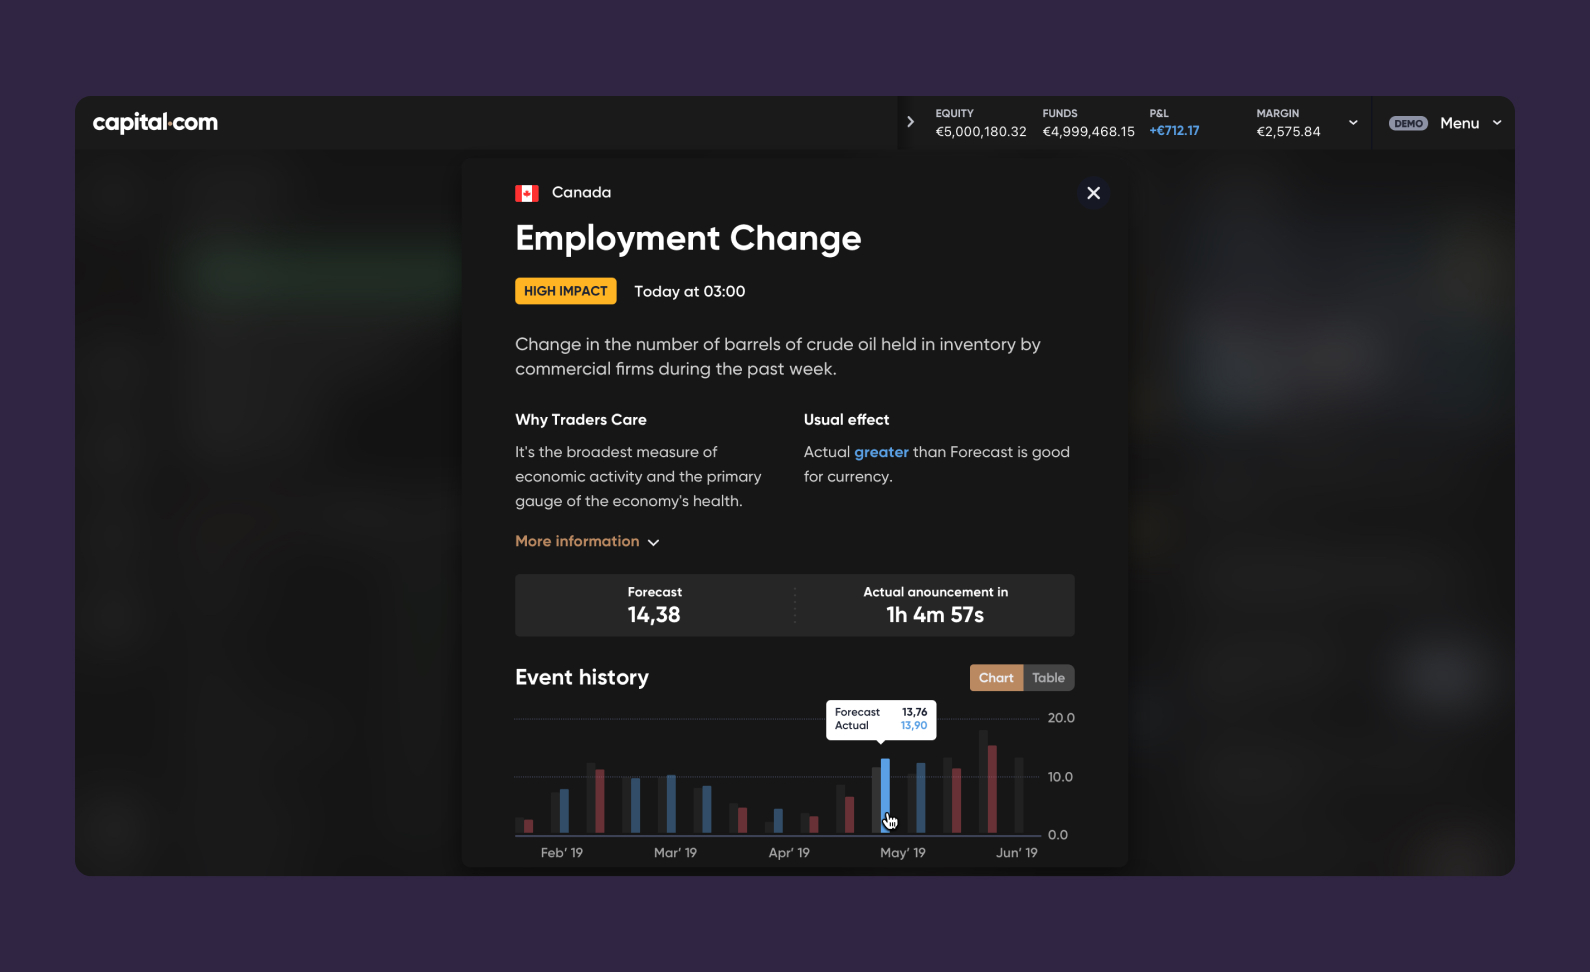 capital.com
EQUITY FUNDS P&L MARGIN
€5,000,180.32 €4,999,468.15 +€712.17 €2,575.84
DEMO Menu
Canada
Employment Change
HIGH IMPACT Today at 03:00
Change in the number of barrels of crude oil held in inventory by
commercial firms during the past week.
Why Traders Care
It's the broadest measure of
economic activity and the primary
gauge of the economy's health.
Usual effect
Actual greater than Forecast is good
for currency.
More information
Forecast
14,38
Actual anouncement in
1h 4m 57s
Event history
Chart Table
Forecast 13,76
Actual 13,90
20.0
10.0
0.0
Feb’ 19 Mar’ 19 Apr’ 19 May’ 19 Jun’ 19